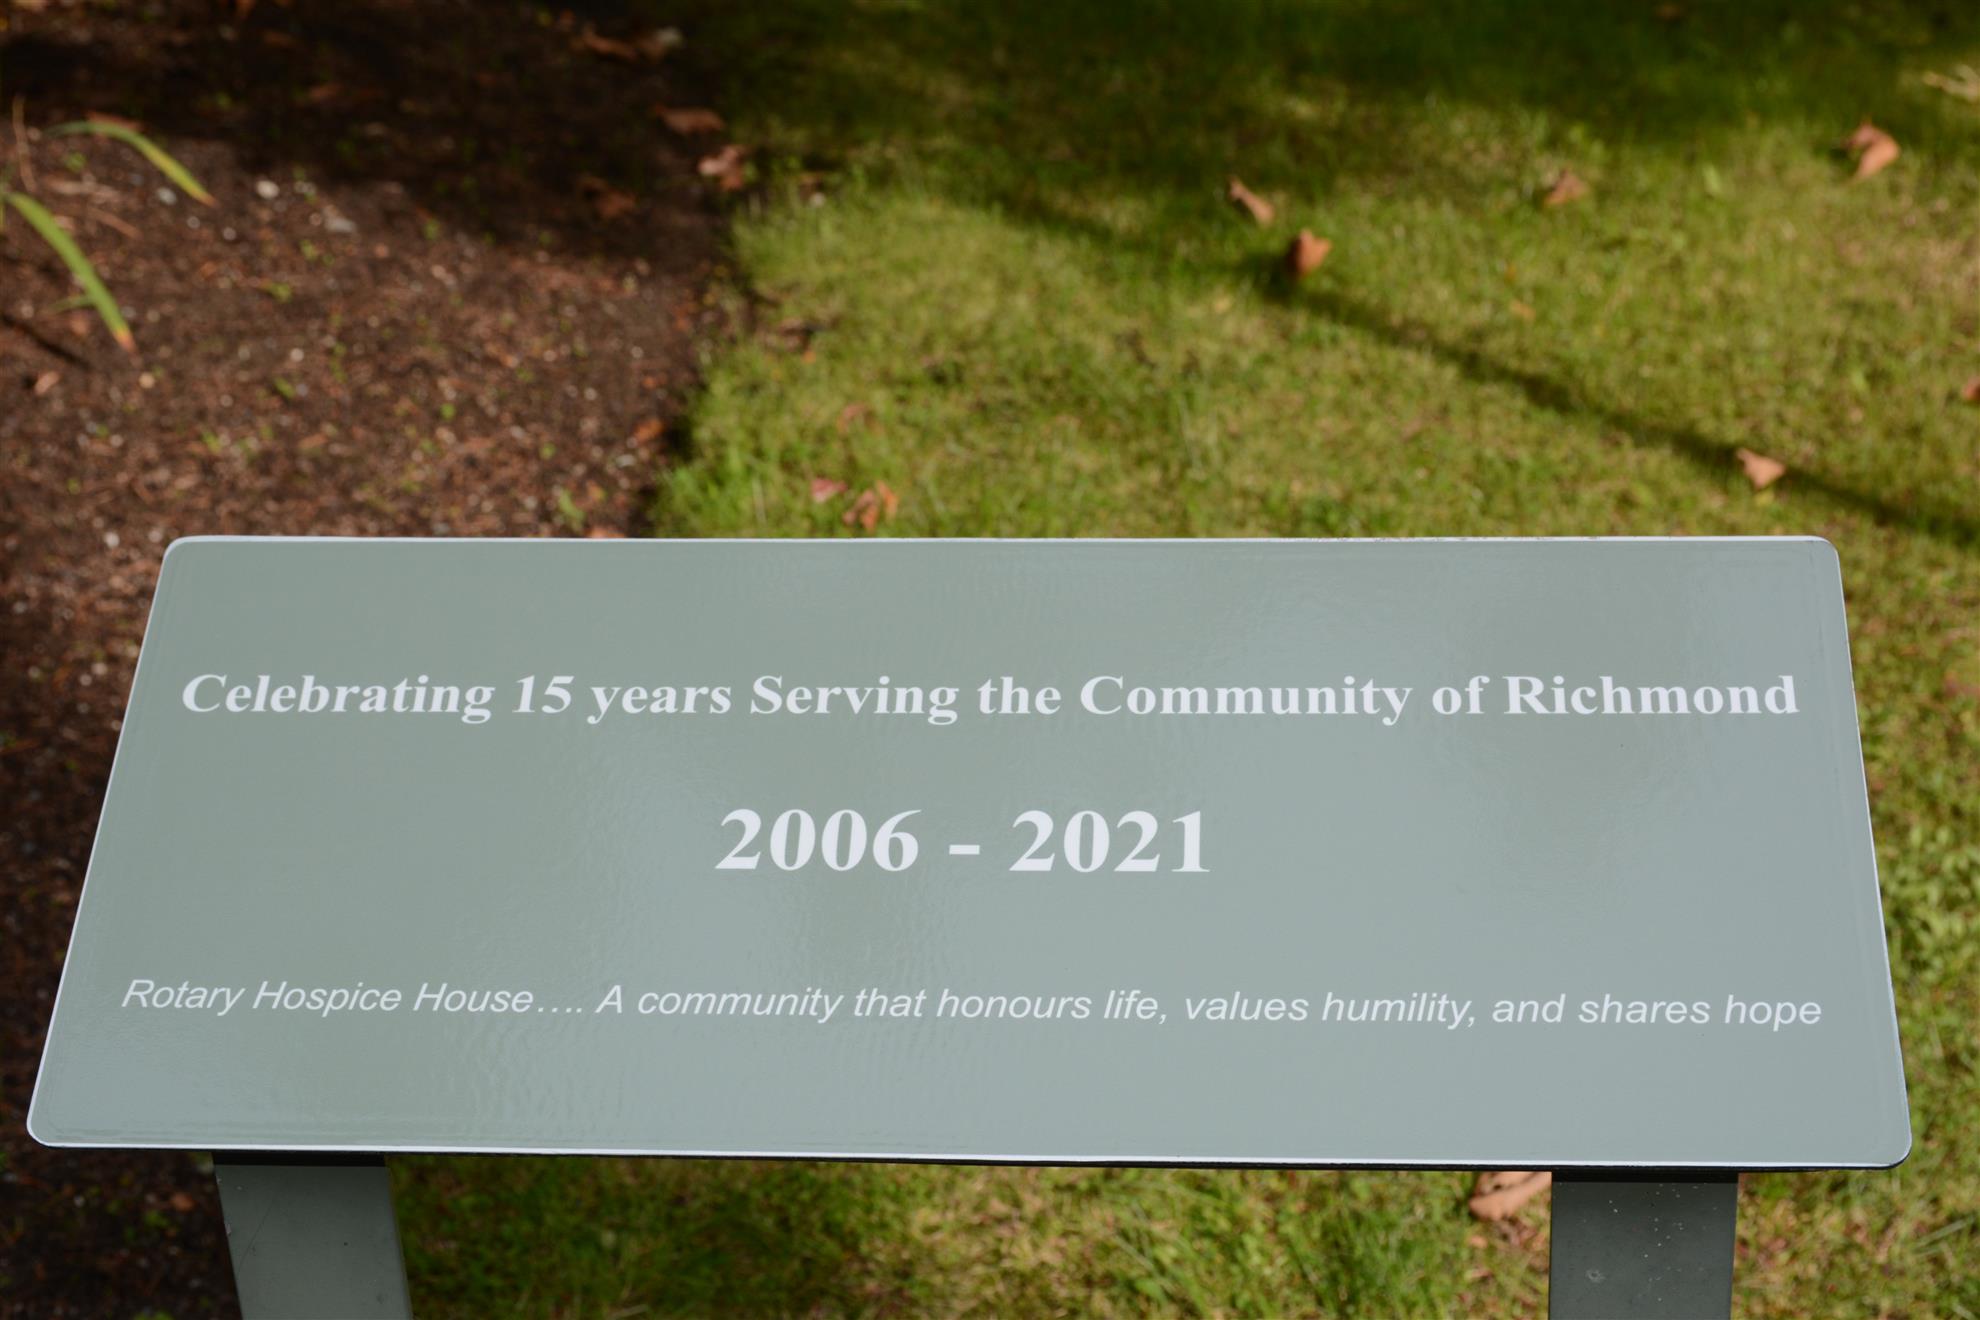 Celebrating 15 years Serving the Community of Richmond
2006 - 2021
Rotary Hospice House.... A community that honours life, values humility, and shares hope